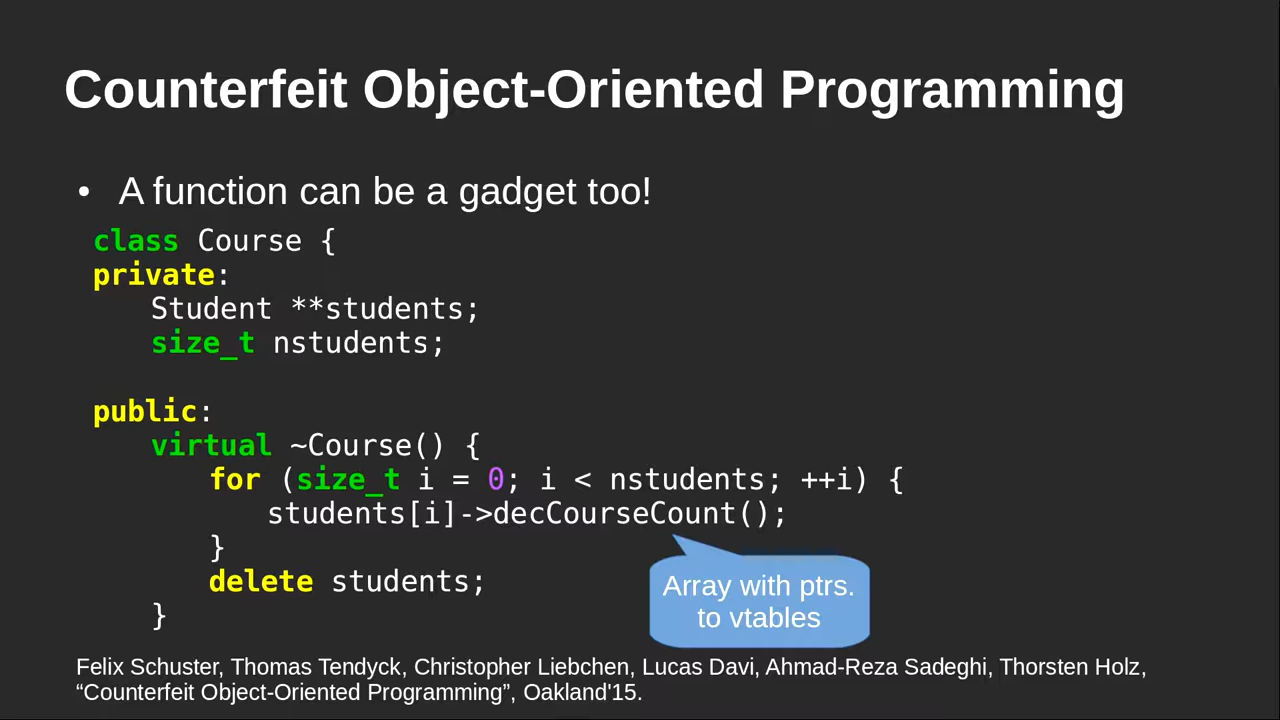 Counterfeit Object-Oriented Programming
• A function can be a gadget too!
class Course {
private:
Student **students;
size_t nstudents;
public:
virtual ~Course() {
for (size_t i = 0; i < nstudents; ++i) {
students[i]->decCourseCount();
}
delete students;
}
Array with ptrs.
to vtables
Felix Schuster, Thomas Tendyck, Christopher Liebchen, Lucas Davi, Ahmad-Reza Sadeghi, Thorsten Holz,
“Counterfeit Object-Oriented Programming”, Oakland'15.